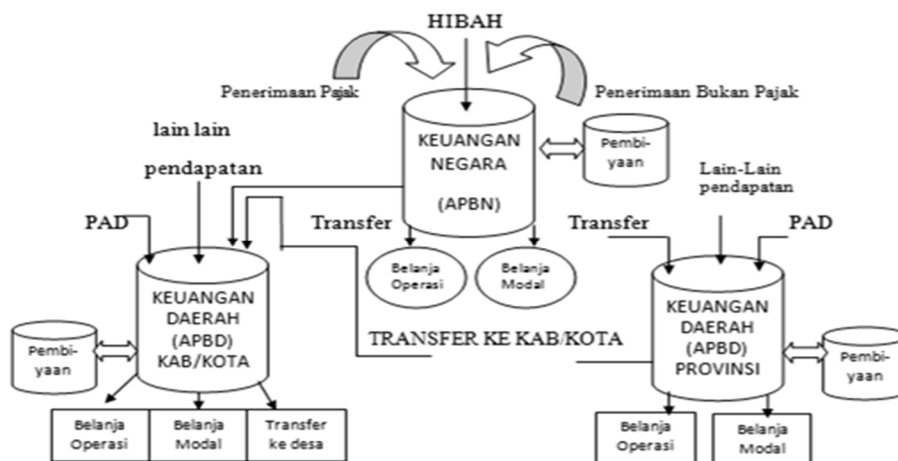 HIBAH
Penerimaan Pajak
Penerimaan Bukan Pajak
lain lain
pendapatan
KEUANGAN
NEGARA
(APBN)
Pembi-
yaan
Lain-Lain
pendapatan
PAD
Transfer
Transfer
PAD
Belanja
Operasi
Belanja
Modal
KEUANGAN
DAERAH
(APBD)
KAB/KOTA
KEUANGAN
DAERAH
(APBD)
PROVINSI
TRANSFER KE KAB/KOTA
Pembi-
yaan
Pembi-
yaan
Belanja
Operasi
Belanja
Modal
Transfer
ke desa
Belanja
Operasi
Belanja
Modal